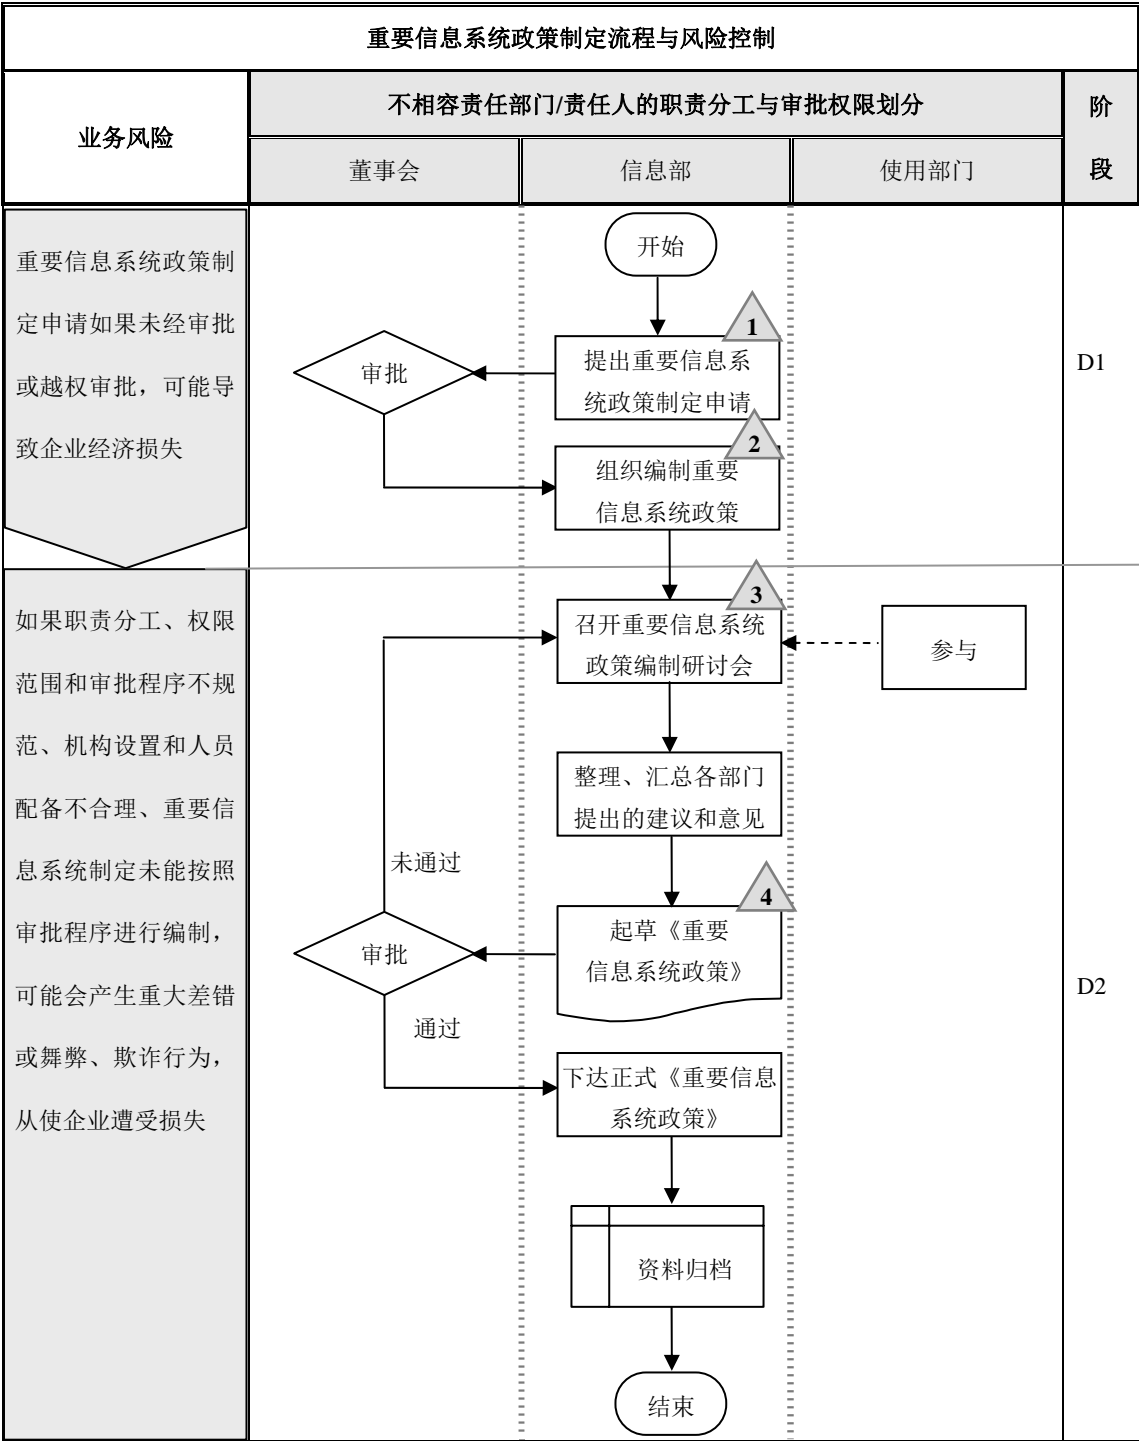 重要信息系统政策制定流程与风险控制
业务风险
不相容责任部门/责任人的职责分工与审批权限划分
阶
段
董事会
信息部
使用部门
重要信息系统政策制
定申请如果未经审批
或越权审批，可能导
致企业经济损失
开始
1
提出重要信息系
统政策制定申请
审批
2
组织编制重要
信息系统政策
D1
如果职责分工、权限
范围和审批程序不规
范、机构设置和人员
配备不合理、重要信
息系统制定未能按照
审批程序进行编制，
可能会产生重大差错
或舞弊、欺诈行为，
从使企业遭受损失
3
召开重要信息系统
政策编制研讨会
参与
整理、汇总各部门
提出的建议和意见
未通过
4
起草《重要
信息系统政策》
审批
通过
下达正式《重要信息
系统政策》
资料归档
结束
D2